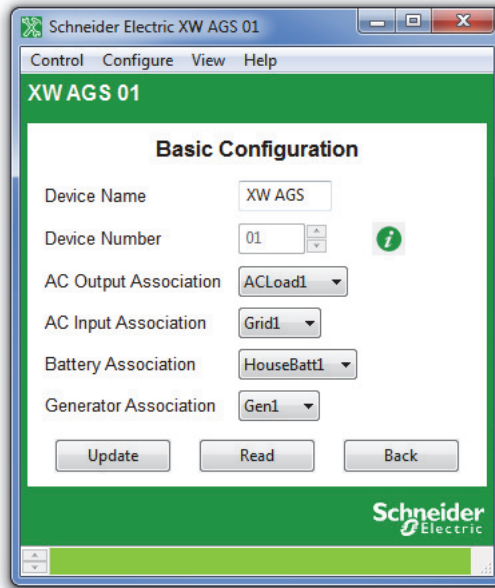 Schneider Electric XW AGS 01
Control Configure View Help
XW AGS 01
Basic Configuration
Device Name XW AGS
Device Number 01 i
AC Output Association ACLoad1
AC Input Association Grid1
Battery Association HouseBatt1
Generator Association Gen1
Update Read Back
Schneider
Electric